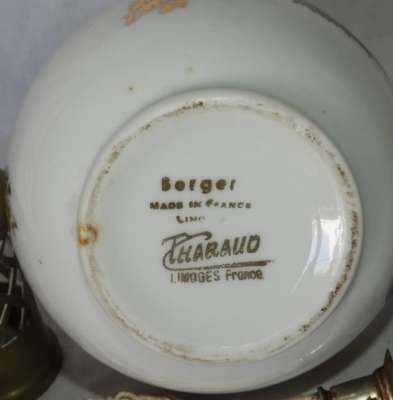 Berger
MADE IN FRANCE
THARAUD
LIMOGES France